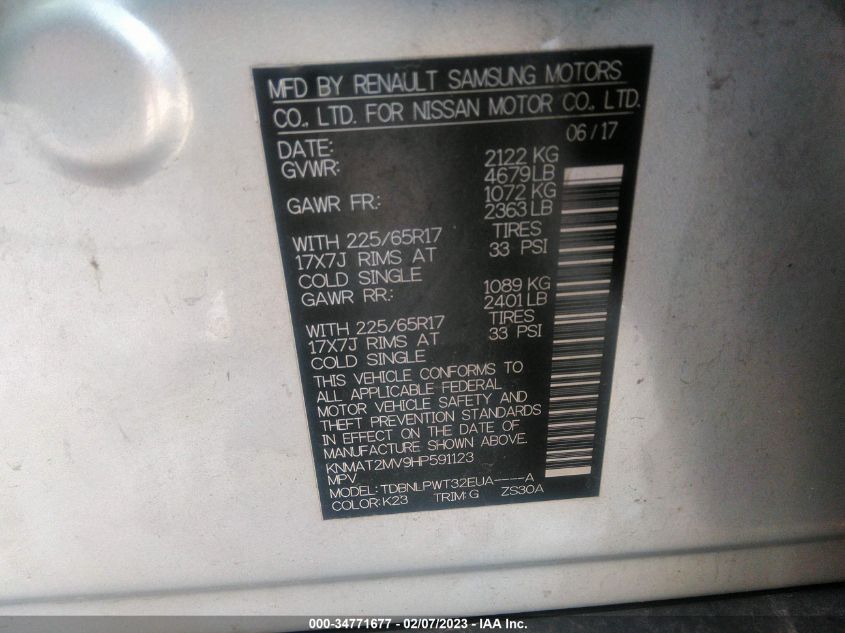 MFD BY RENAULT SAMSUNG MOTORS
CO., LTD. FOR NISSAN MOTOR CO., LTD.
DATE: 06/17
GVWR: 2122 KG
4679 LB
GAWR FR.: 1072 KG
2363 LB
WITH 225/65R17 TIRES
17X7J RIMS AT 33 PSI
COLD SINGLE
GAWR RR.: 1089 KG
2401 LB
WITH 225/65R17 TIRES
17X7J RIMS AT 33 PSI
COLD SINGLE
THIS VEHICLE CONFORMS TO
ALL APPLICABLE FEDERAL
MOTOR VEHICLE SAFETY AND
THEFT PREVENTION STANDARDS
IN EFFECT ON THE DATE OF
MANUFACTURE SHOWN ABOVE.
KNMAT2MV9HP591123
MPV
MODEL: TDBNLPWT32EUA----A
COLOR: K23 TRIM: G ZS30A
000-34771677 - 02/07/2023 - IAA Inc.